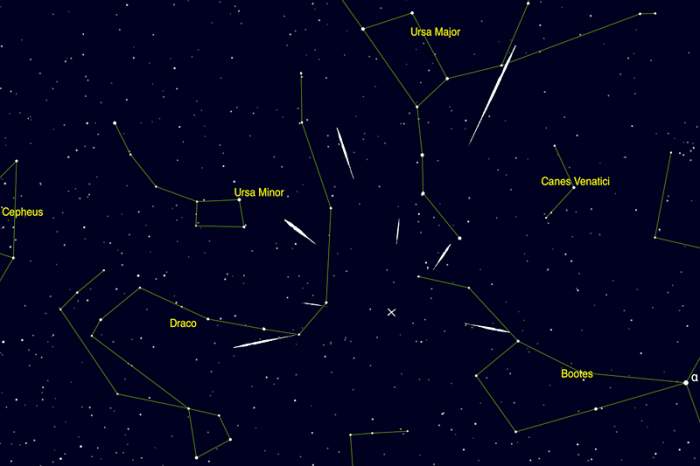 Ursa Major
Canes Venatici
Ursa Minor
Cepheus
Draco
Bootes
α